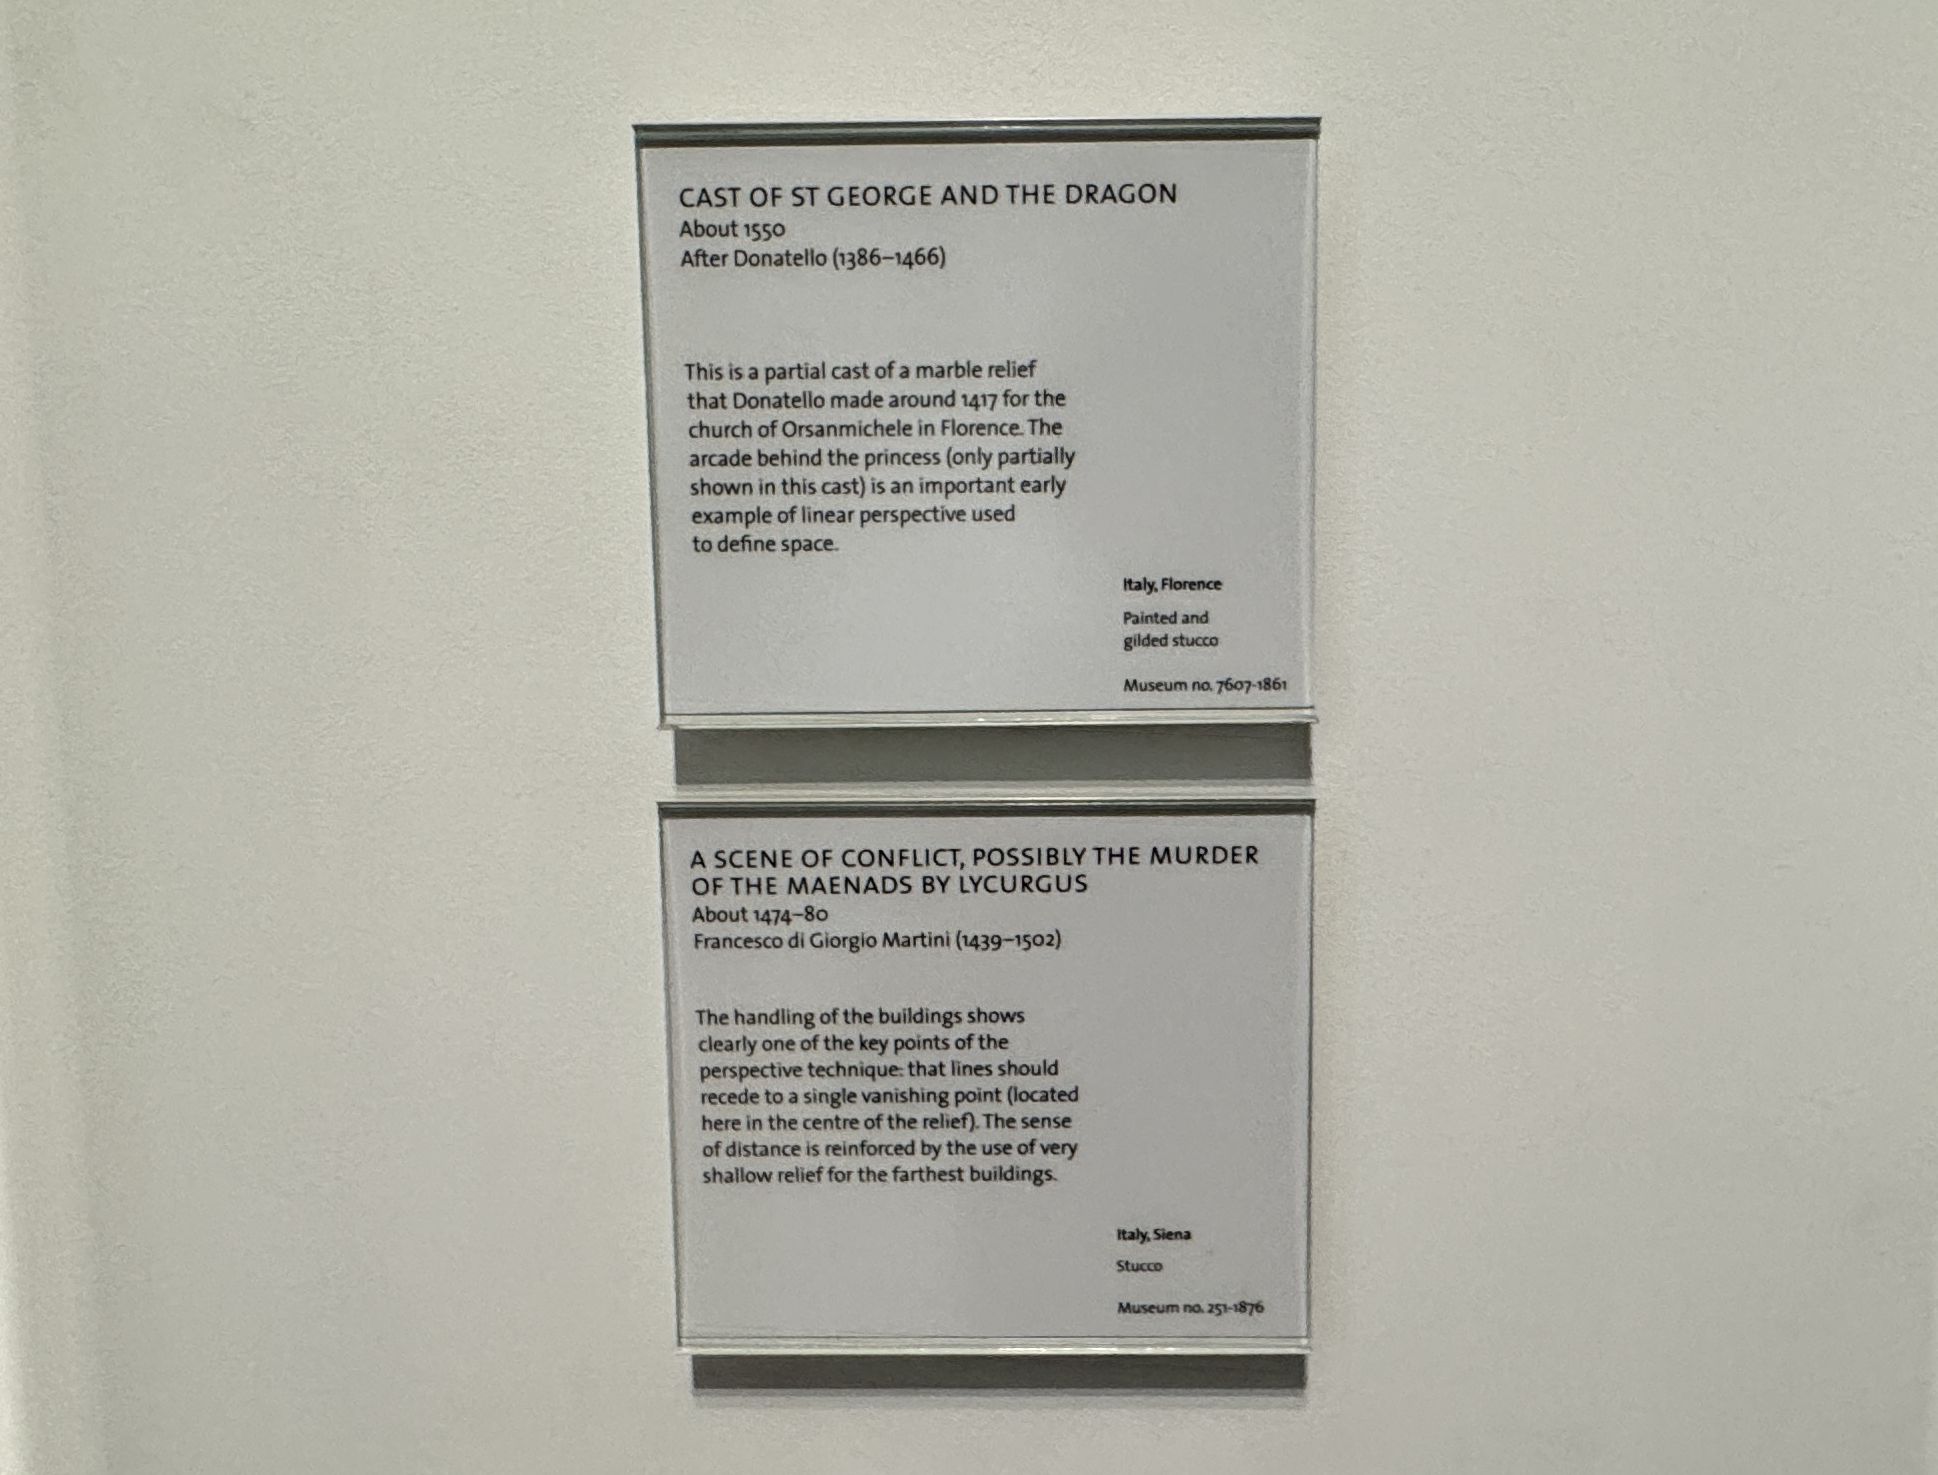 CAST OF ST GEORGE AND THE DRAGON
About 1550
After Donatello (1386–1466)
This is a partial cast of a marble relief
that Donatello made around 1417 for the
church of Orsanmichele in Florence. The
arcade behind the princess (only partially
shown in this cast) is an important early
example of linear perspective used
to define space.
Italy, Florence
Painted and
gilded stucco
Museum no. 7607-1861
A SCENE OF CONFLICT, POSSIBLY THE MURDER
OF THE MAENADS BY LYCURGUS
About 1474–80
Francesco di Giorgio Martini (1439–1502)
The handling of the buildings shows
clearly one of the key points of the
perspective technique: that lines should
recede to a single vanishing point (located
here in the centre of the relief). The sense
of distance is reinforced by the use of very
shallow relief for the farthest buildings.
Italy, Siena
Stucco
Museum no. 251-1876